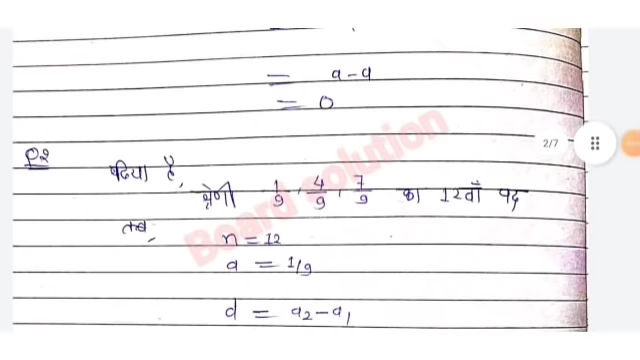 = a-a
= 0
2/7
Q2 दिया है,
श्रेणी 1/9, 4/9, 7/9 का 12वाँ पद
तब,
n = 12
a = 1/9
d = a₂-a₁
Board solution